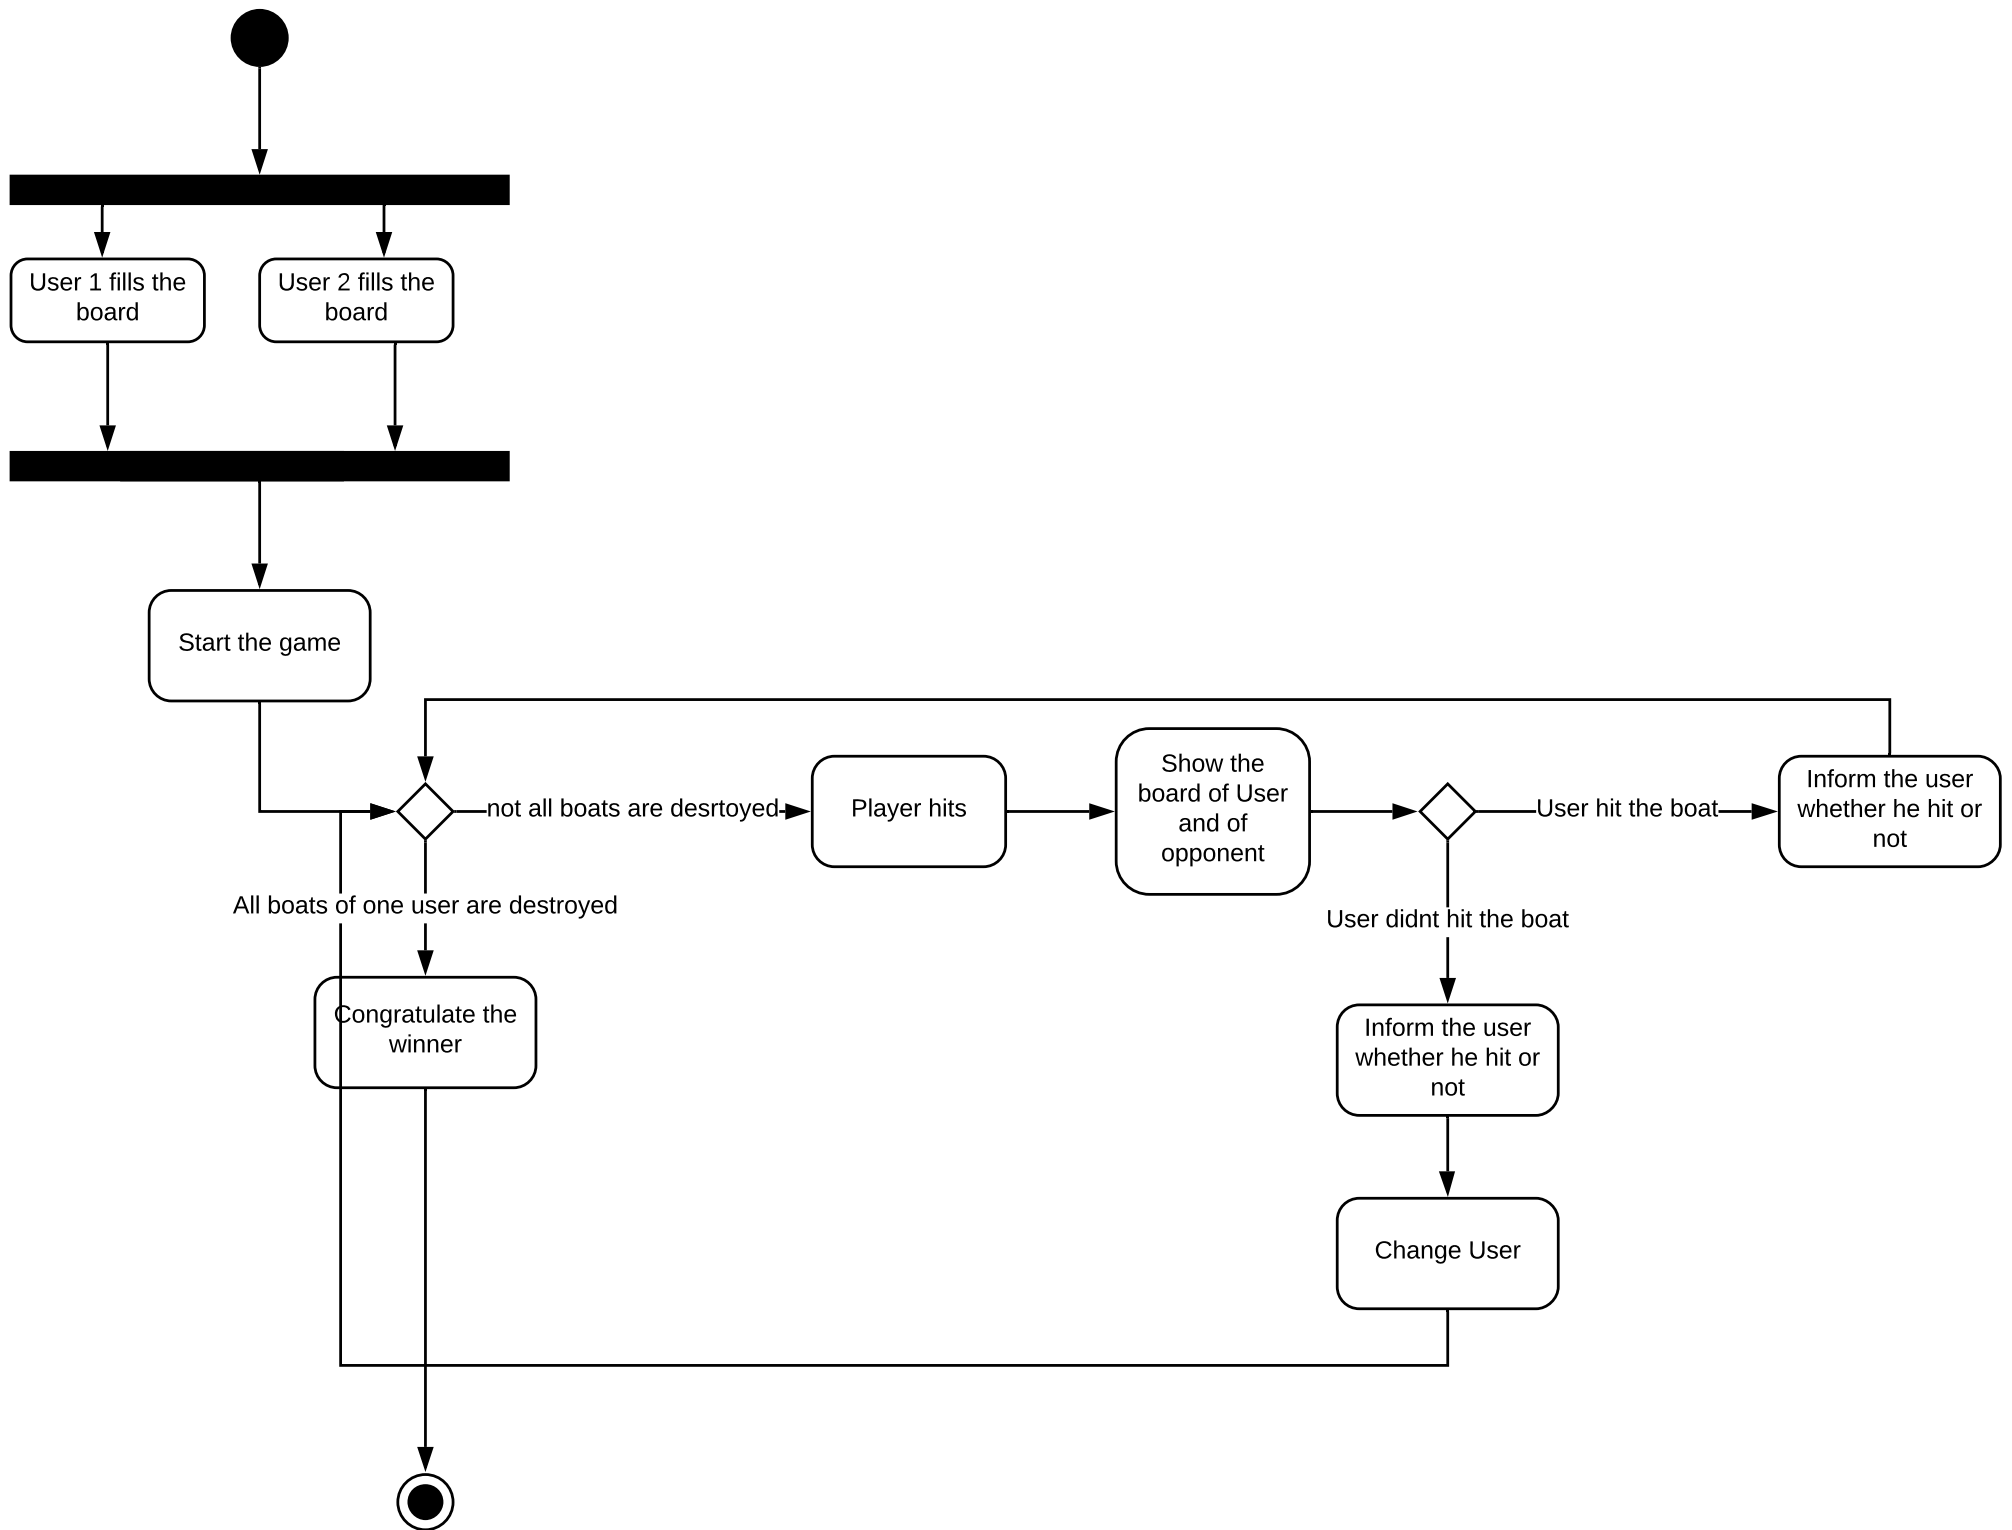 User 1 fills the
board
User 2 fills the
board
Start the game
not all boats are desrtoyed
Player hits
Show the
board of User
and of
opponent
User hit the boat
Inform the user
whether he hit or
not
All boats of one user are destroyed
User didnt hit the boat
Congratulate the
winner
Inform the user
whether he hit or
not
Change User